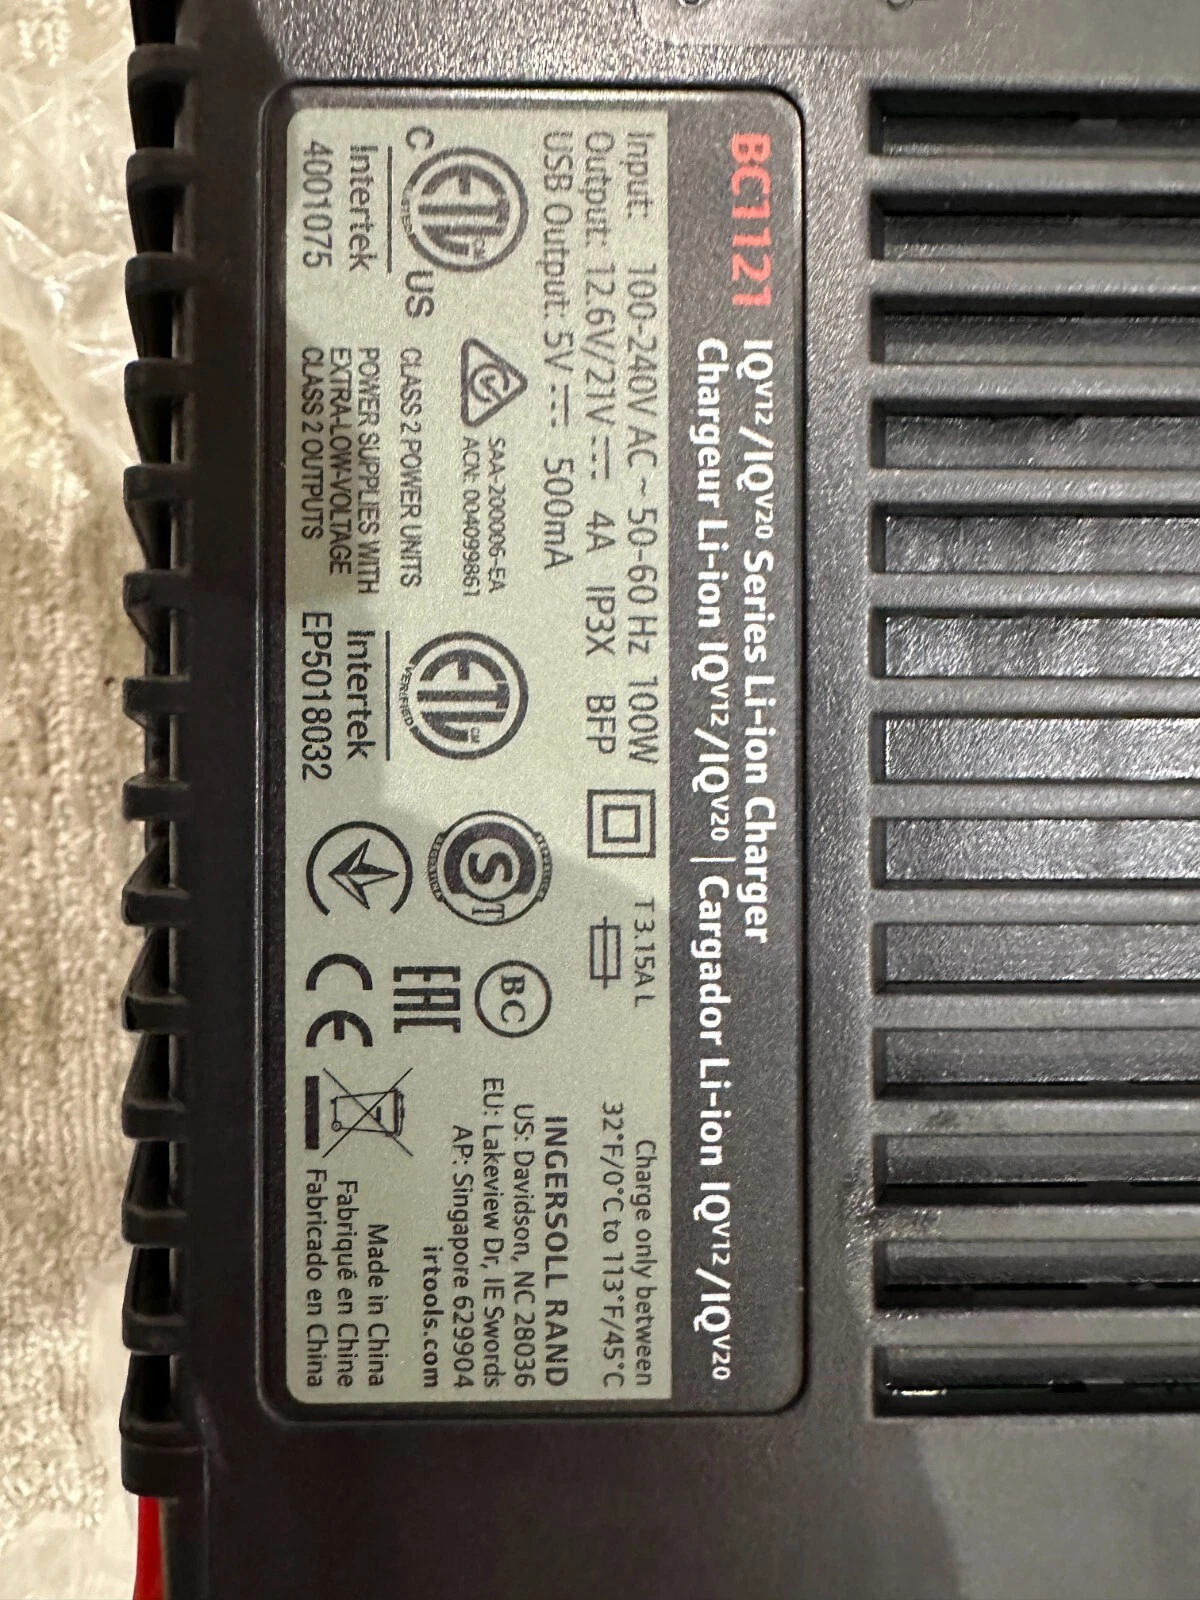 BC1121 IQV12/IQV20 Series Li-ion Charger
Chargeur Li-ion IQV12/IQV20 | Cargador Li-ion IQV12/IQV20
Input: 100-240V AC ~ 50-60 Hz 100W
Output: 12.6V/21V ⎓ 4A IP3X BFP
USB Output: 5V ⎓ 500mA
T3.15AL
Charge only between
32°F/0°C to 113°F/45°C
ETL
C US
Intertek
4001075
SAA-200006-EA
ACN: 004099861
CLASS 2 POWER UNITS
POWER SUPPLIES WITH
EXTRA-LOW-VOLTAGE
CLASS 2 OUTPUTS
ETL
VERIFIED
Intertek
EP5018032
S
BC
EAC
CE
INGERSOLL RAND
US: Davidson, NC 28036
EU: Lakeview Dr, IE Swords
AP: Singapore 629904
irtools.com
Made in China
Fabriqué en Chine
Fabricado en China